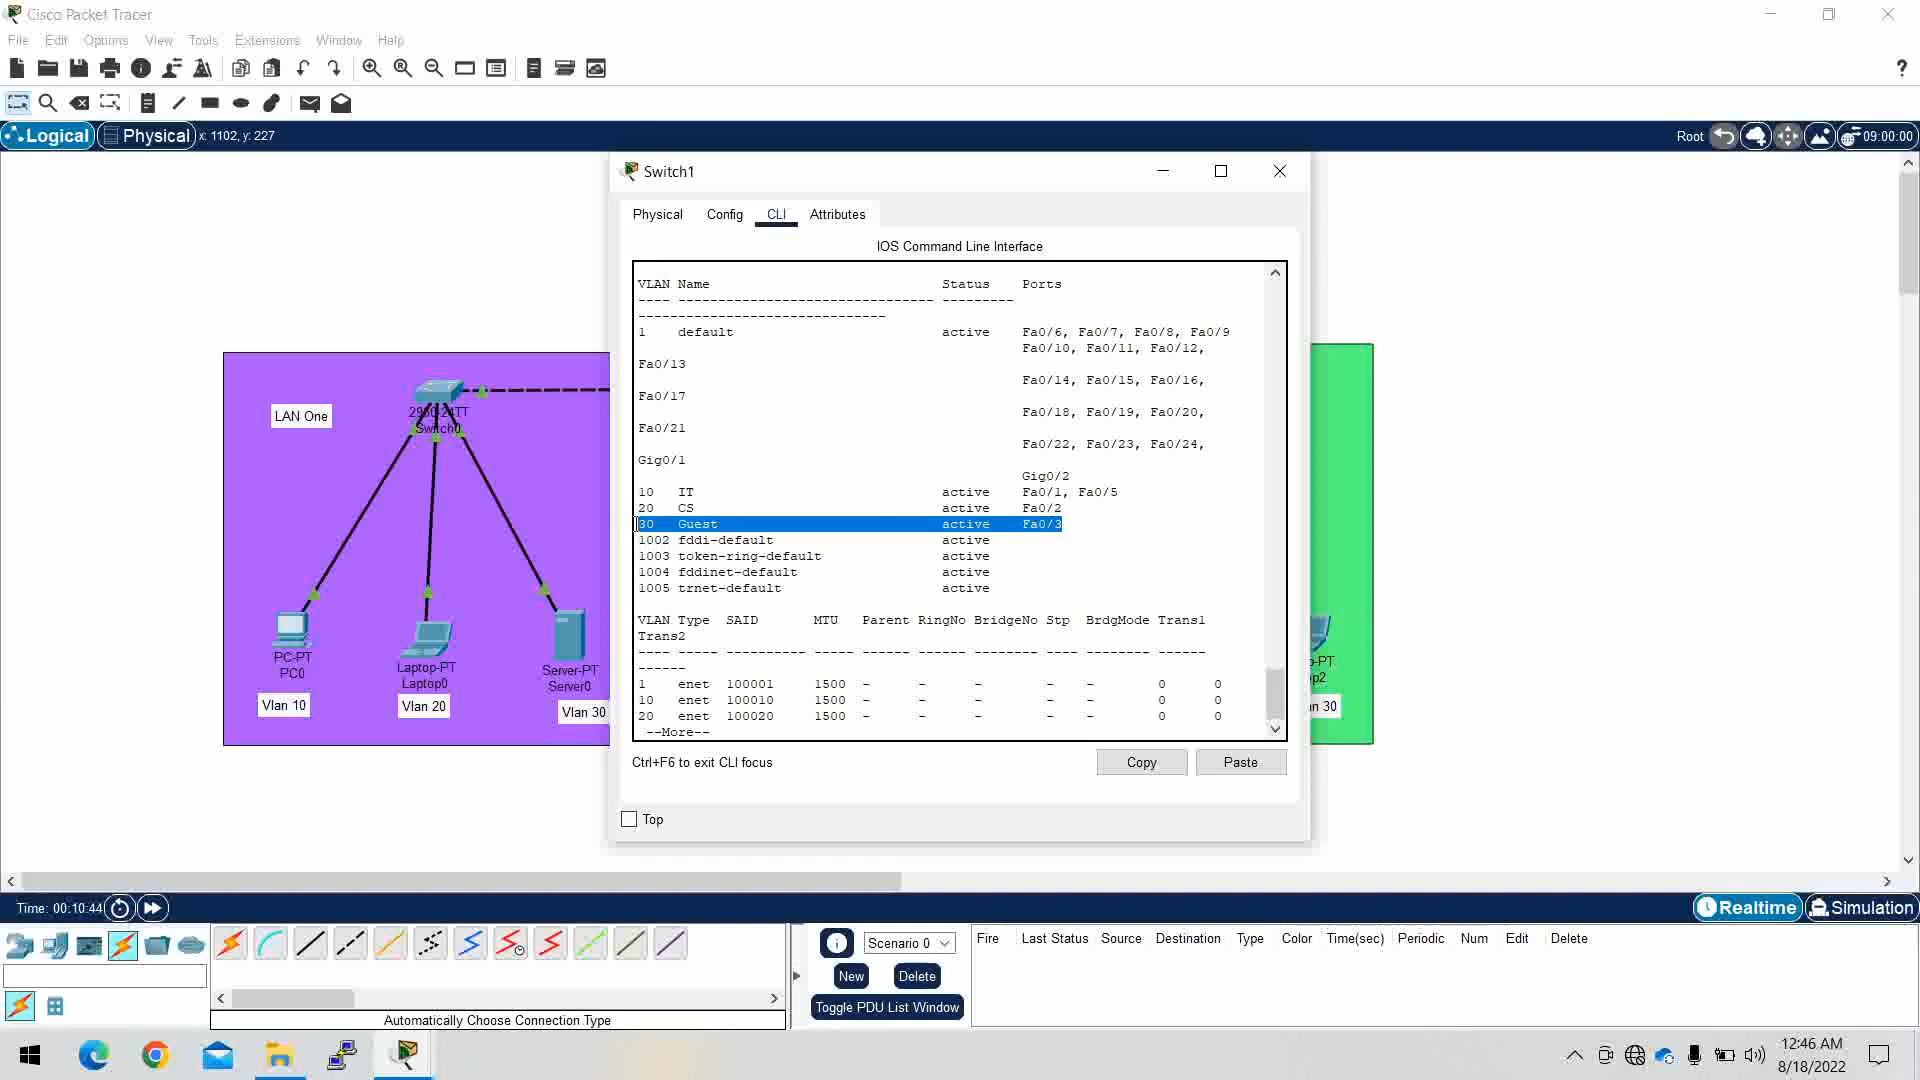 Cisco Packet Tracer
File Edit Options View Tools Extensions Window Help
?
Logical Physical x: 1102, y: 227
Root 09:00:00
Switch1
Physical Config CLI Attributes
IOS Command Line Interface
VLAN Name Status Ports
---- -------------------------------- ---------
-------------------------------
1 default active Fa0/6, Fa0/7, Fa0/8, Fa0/9
Fa0/10, Fa0/11, Fa0/12,
Fa0/13
Fa0/14, Fa0/15, Fa0/16,
Fa0/17
Fa0/18, Fa0/19, Fa0/20,
Fa0/21
Fa0/22, Fa0/23, Fa0/24,
Gig0/1
Gig0/2
10 IT active Fa0/1, Fa0/5
20 CS active Fa0/2
30 Guest active Fa0/3
1002 fddi-default active
1003 token-ring-default active
1004 fddinet-default active
1005 trnet-default active
VLAN Type SAID MTU Parent RingNo BridgeNo Stp BrdgMode Trans1
Trans2
---- ----- ---------- ----- ------ ------ -------- ---- -------- ------
------
1 enet 100001 1500 - - - - - 0 0
10 enet 100010 1500 - - - - - 0 0
20 enet 100020 1500 - - - - - 0 0
--More--
Ctrl+F6 to exit CLI focus
Copy Paste
Top
LAN One
2960-24TT
Switch0
PC-PT
PC0
Vlan 10
Laptop-PT
Laptop0
Vlan 20
Server-PT
Server0
Vlan 30
p-PT
p2
n 30
Time: 00:10:44
Realtime Simulation
Scenario 0
New Delete
Toggle PDU List Window
Fire Last Status Source Destination Type Color Time(sec) Periodic Num Edit Delete
Automatically Choose Connection Type
12:46 AM
8/18/2022